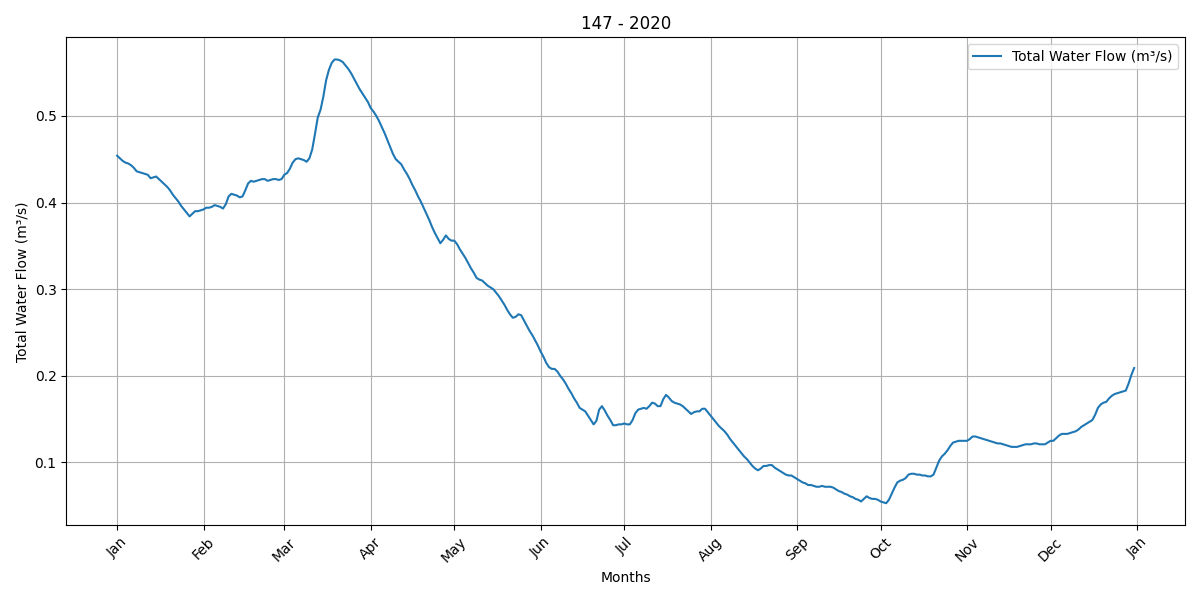 147 - 2020
Total Water Flow (m³/s)
Total Water Flow (m³/s)
0.5
0.4
0.3
0.2
0.1
Jan Feb Mar Apr May Jun Jul Aug Sep Oct Nov Dec Jan
Months